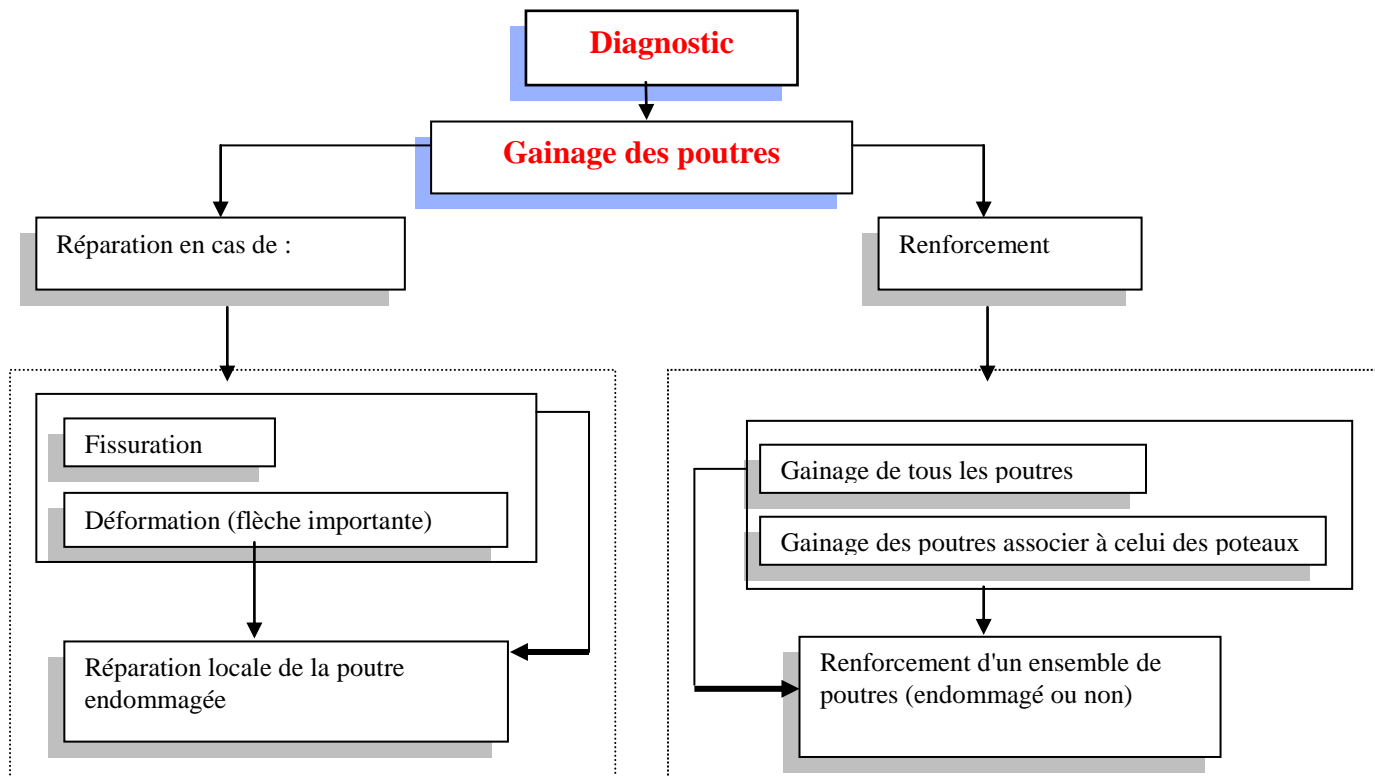 Diagnostic
Gainage des poutres
Réparation en cas de :
Renforcement
Fissuration
Déformation (flèche importante)
Réparation locale de la poutre
endommagée
Gainage de tous les poutres
Gainage des poutres associer à celui des poteaux
Renforcement d'un ensemble de
poutres (endommagé ou non)